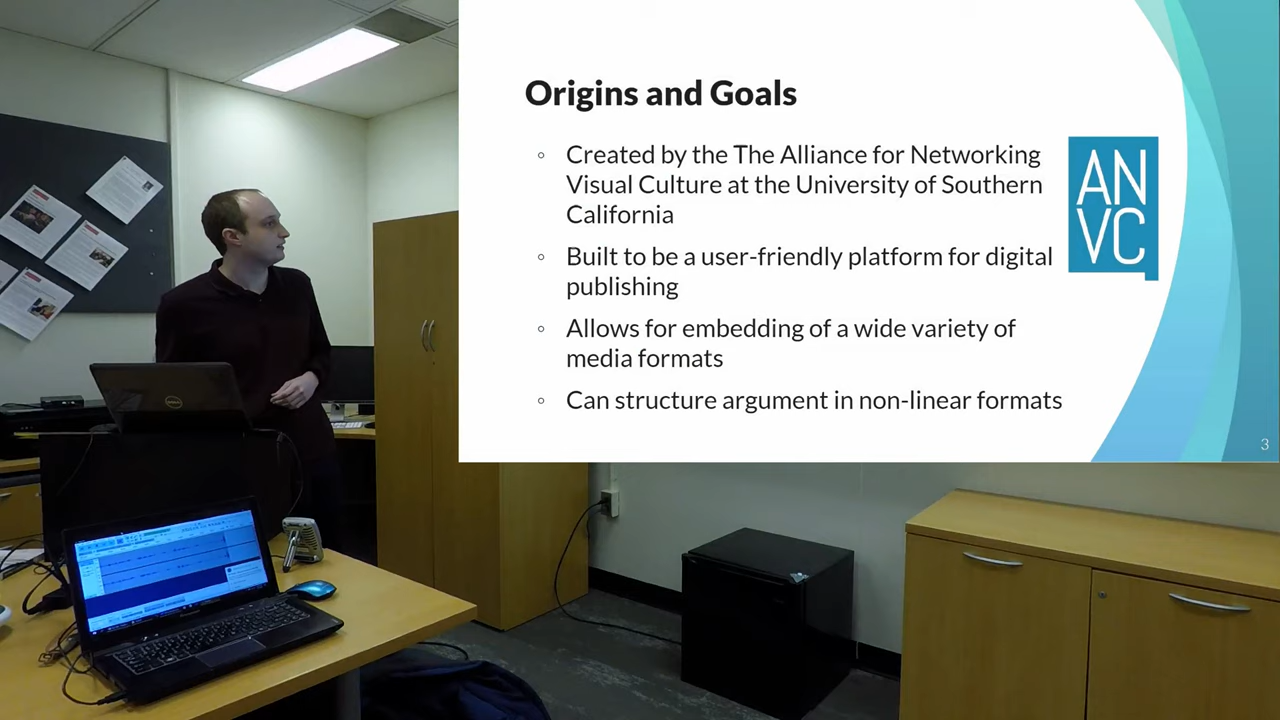 Origins and Goals
Created by the The Alliance for Networking
Visual Culture at the University of Southern
California
Built to be a user-friendly platform for digital
publishing
Allows for embedding of a wide variety of
media formats
Can structure argument in non-linear formats
AN
VC
3
DELL